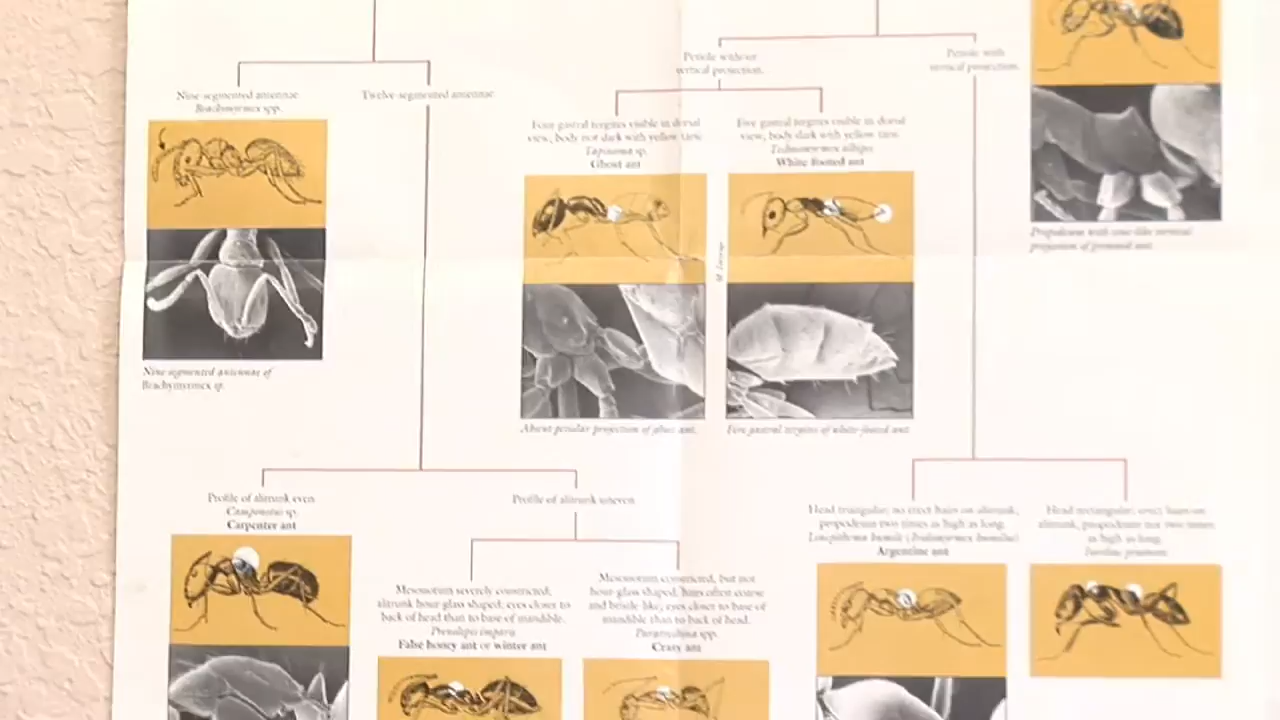 Petiole without
vertical projection.
Petiole with
vertical projection.
Nine-segmented antennae
Brachymyrmex spp.
Twelve-segmented antennae
Four gastral tergites visible in dorsal
view, body not dark with yellow tarsi
Tapinoma sp.
Ghost ant
Five gastral tergites visible in dorsal
view, body dark with yellow tarsi
Technomyrmex albipes
White footed ant
Propodeum with cone-like vertical
projection of pyramid ant.
Nine segmented antennae of
Brachymyrmex sp.
Absent petiolar projection of ghost ant.
Five gastral tergites of white-footed ant.
Profile of alitrunk even
Camponotus sp.
Carpenter ant
Profile of alitrunk uneven
Mesonotum severely constricted,
alitrunk hour glass shaped; eyes closer to
back of head than to base of mandible.
Prenolepis imparis
False honey ant or winter ant
Mesonotum constricted, but not
hour-glass shaped; hairs often coarse
and bristle-like; eyes closer to base of
mandible than to back of head.
Paratrechina spp.
Crazy ant
Head triangular; no erect hairs on alitrunk;
propodeum two times as high as long.
Linepithema humile (Iridomyrmex humilis)
Argentine ant
Head rectangular; erect hairs on
alitrunk, propodeum not two times
as high as long.